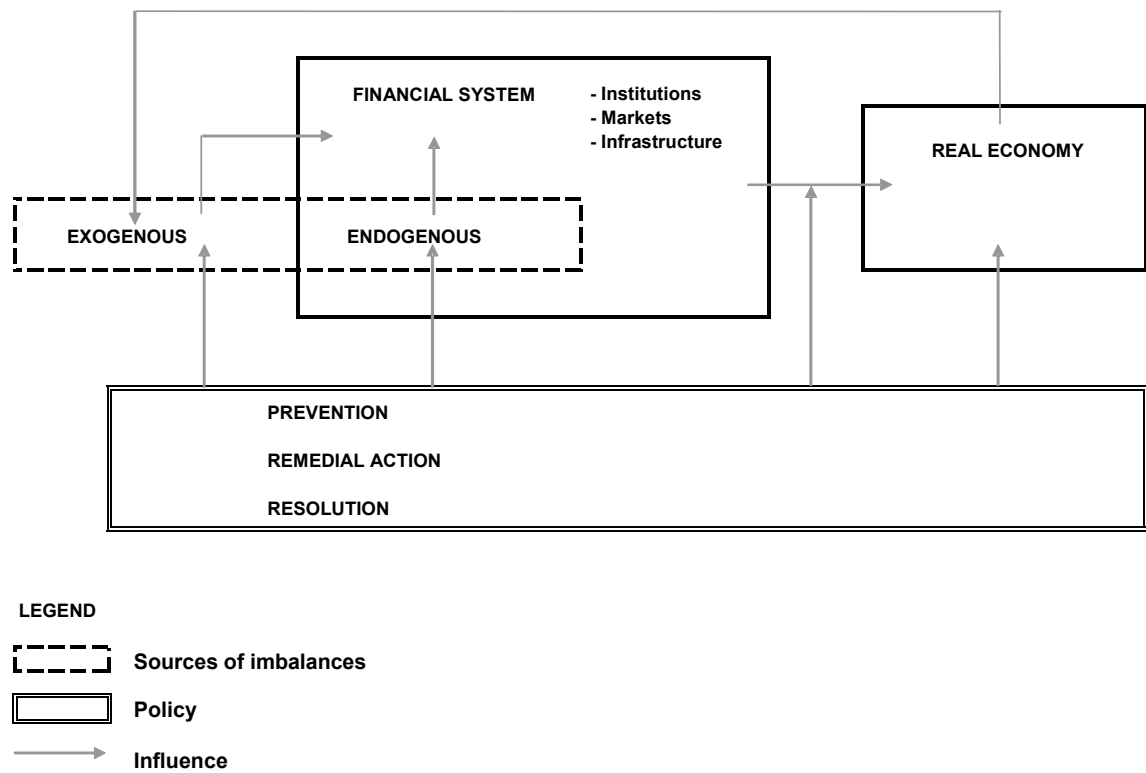 FINANCIAL SYSTEM
- Institutions
- Markets
- Infrastructure
REAL ECONOMY
EXOGENOUS
ENDOGENOUS
PREVENTION
REMEDIAL ACTION
RESOLUTION
LEGEND
Sources of imbalances
Policy
Influence